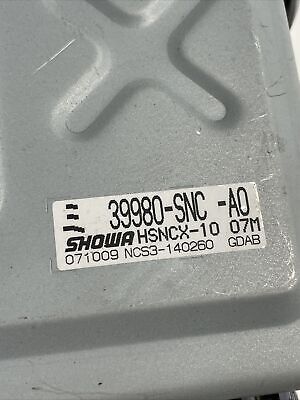 39980-SNC -A0
SHOWA HSNCX-10 07M
071009 NCS3-140260 GDAB